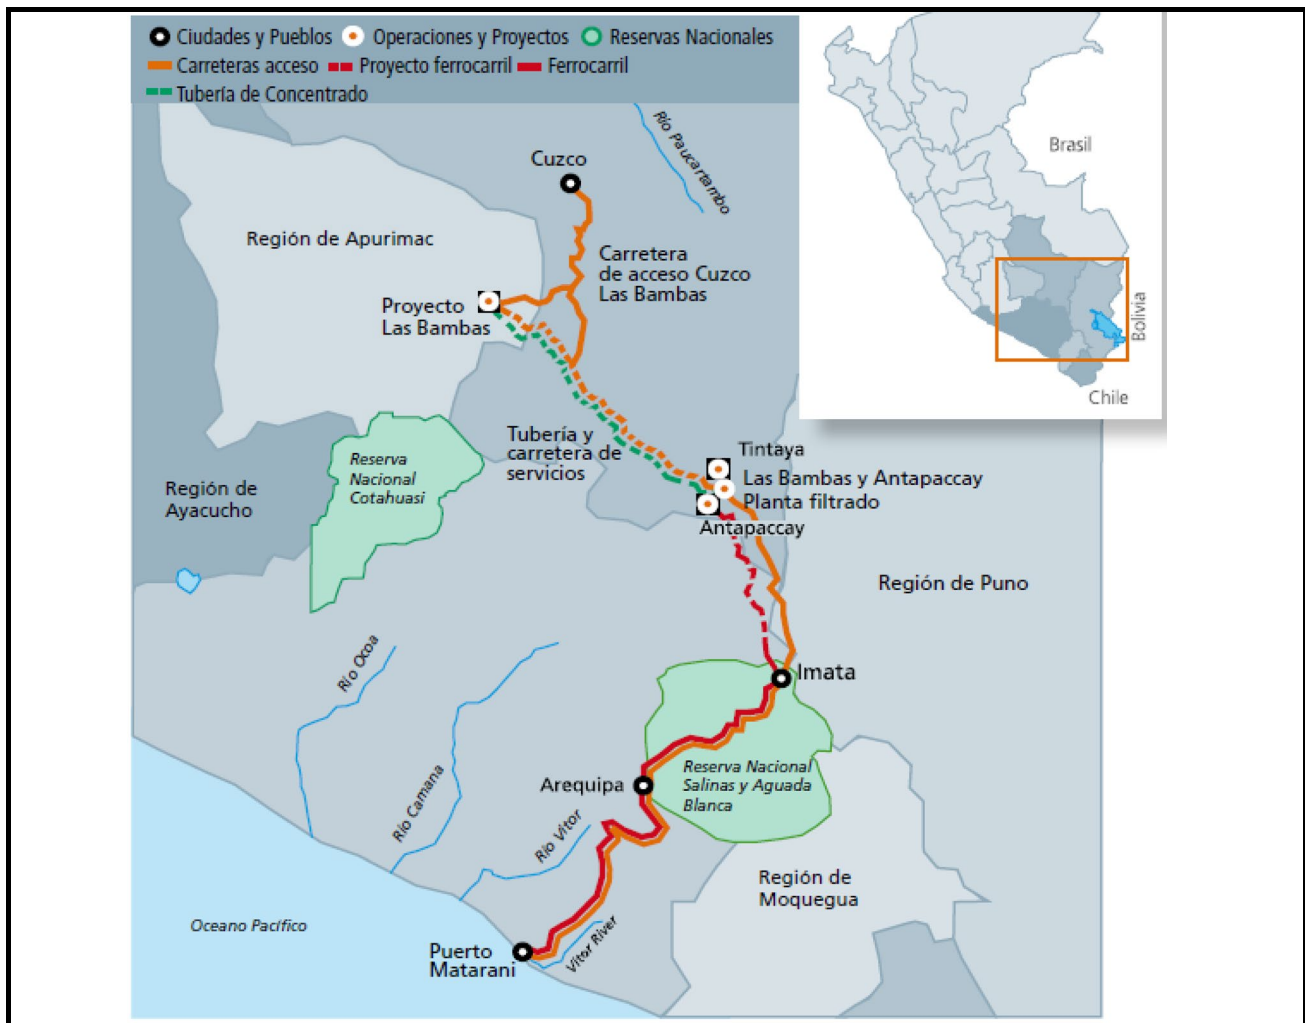 Ciudades y Pueblos Operaciones y Proyectos Reservas Nacionales
Carreteras acceso Proyecto ferrocarril Ferrocarril
Tubería de Concentrado
Brasil
Bolivia
Chile
Río Paucartambo
Cuzco
Región de Apurimac
Carretera
de acceso Cuzco
Las Bambas
Proyecto
Las Bambas
Tubería y
carretera de
servicios
Reserva
Nacional
Cotahuasi
Región de
Ayacucho
Tintaya
Las Bambas y Antapaccay
Planta filtrado
Antapaccay
Región de Puno
Río Ocoa
Imata
Río Camana
Arequipa
Reserva Nacional
Salinas y Aguada
Blanca
Río Vitor
Región de
Moquegua
Oceano Pacífico
Puerto
Matarani
Vitor River